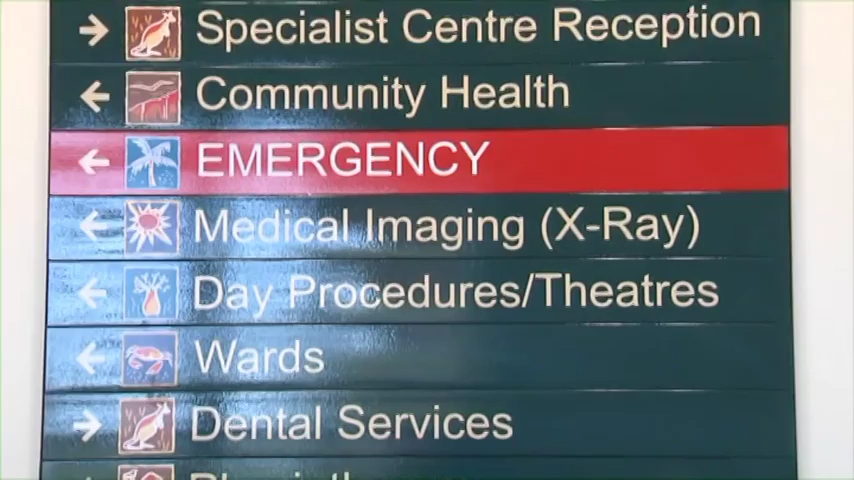 Specialist Centre Reception
Community Health
EMERGENCY
Medical Imaging (X-Ray)
Day Procedures/Theatres
Wards
Dental Services